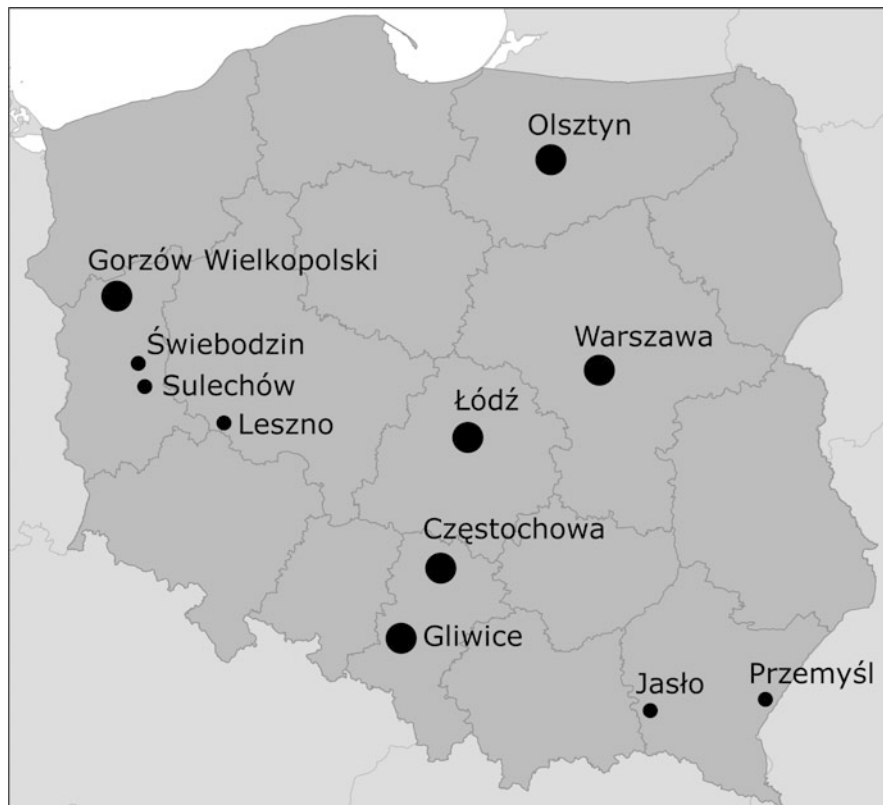 Olsztyn
Gorzów Wielkopolski
Warszawa
Świebodzin
Sulechów
Łódź
Leszno
Częstochowa
Gliwice
Przemyśl
Jasło